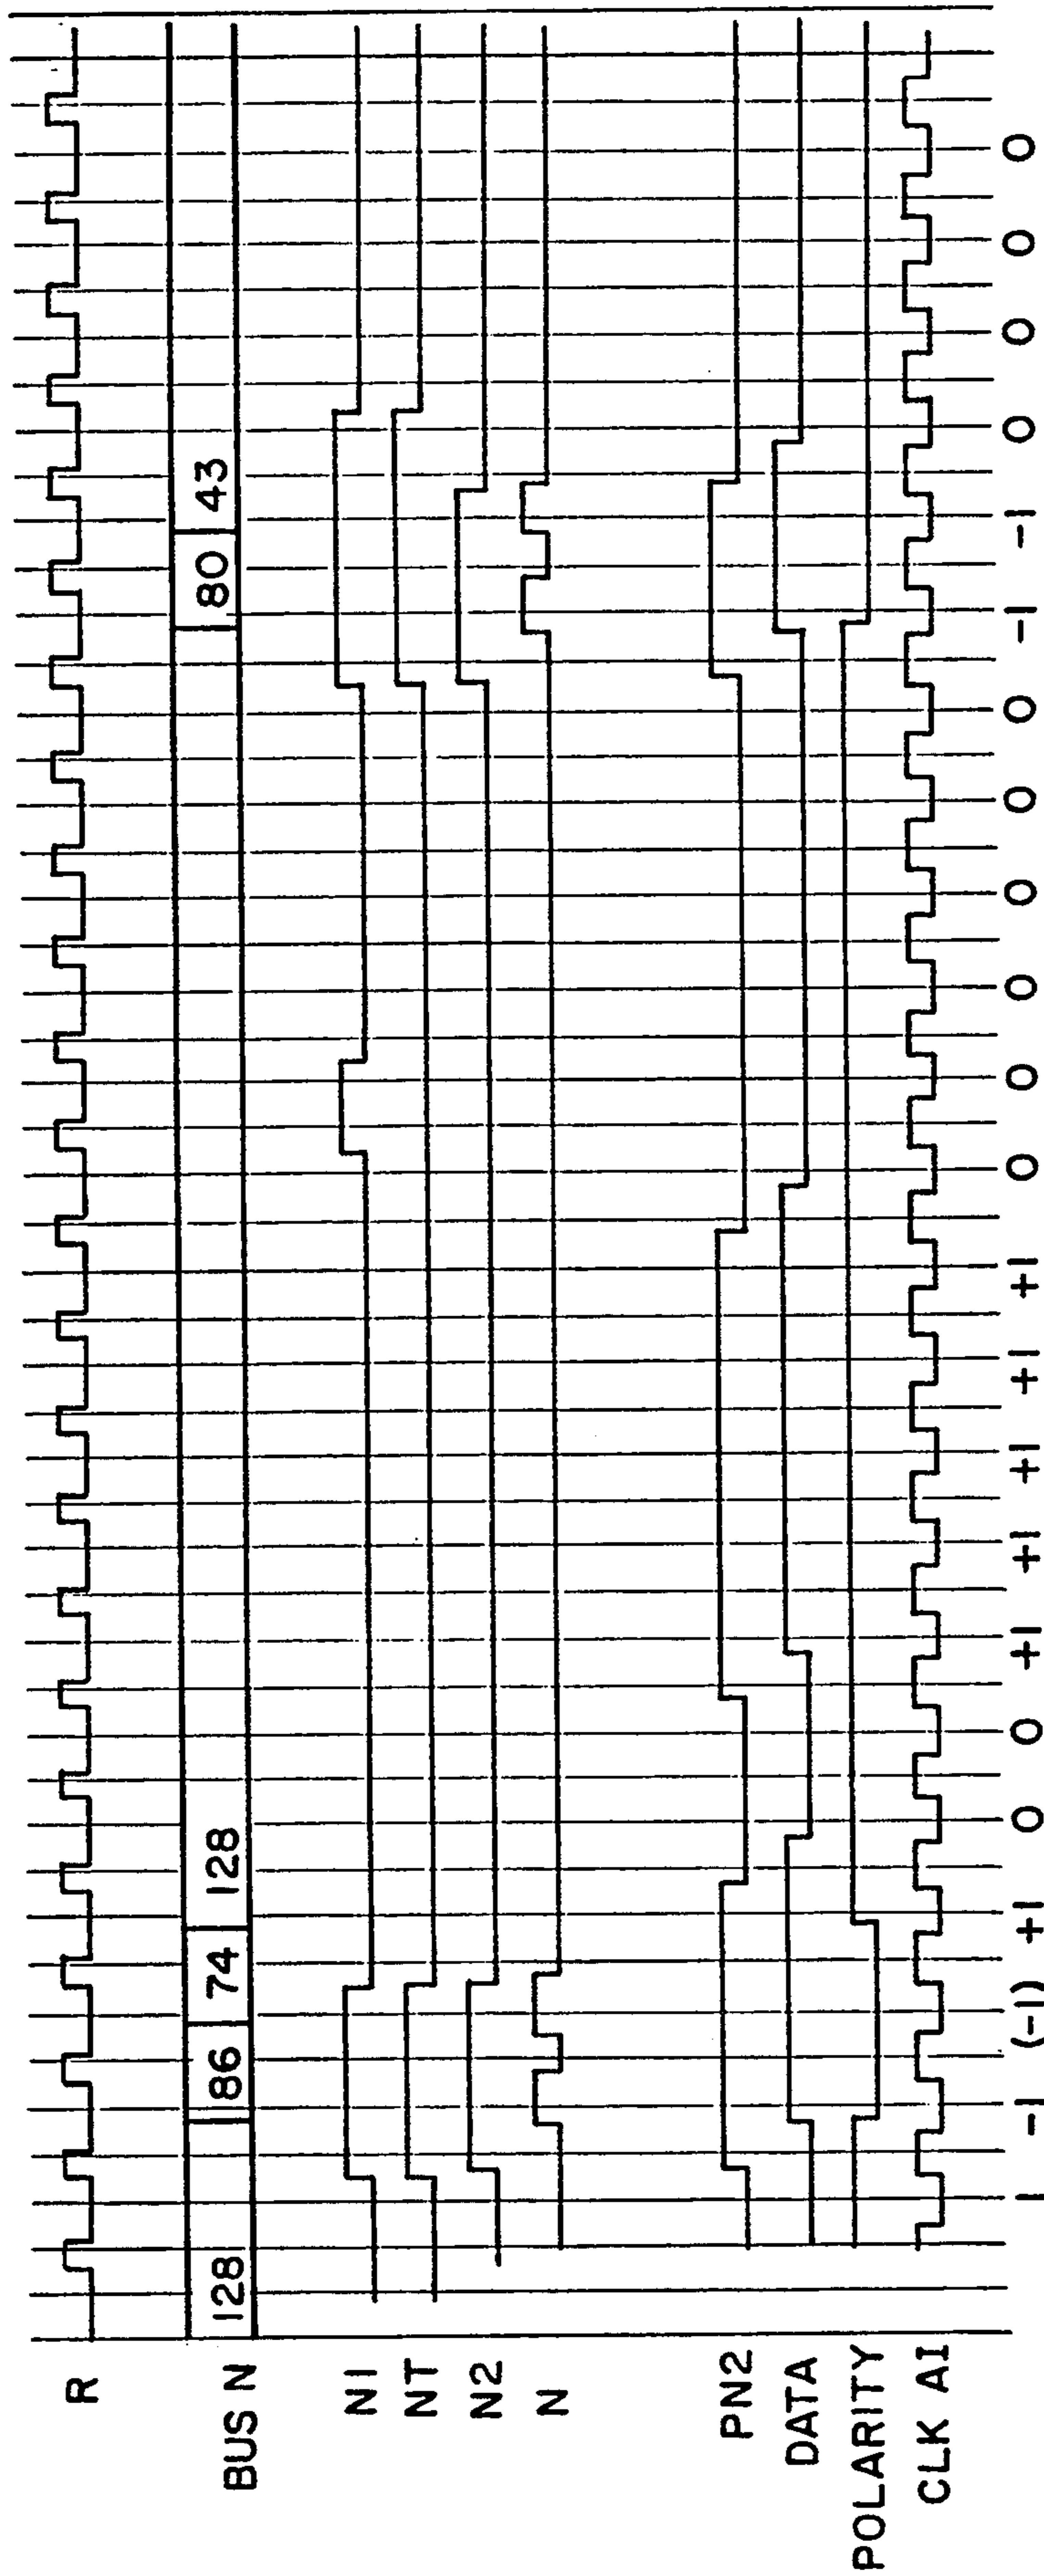 R
BUS N 128 86 74 128 80 43
N1
NT
N2
N
PN2
DATA
POLARITY
CLK AI
1 -1 (-1) +1 0 0 +1 +1 +1 +1 +1 0 0 0 0 0 0 -1 -1 0 0 0 0